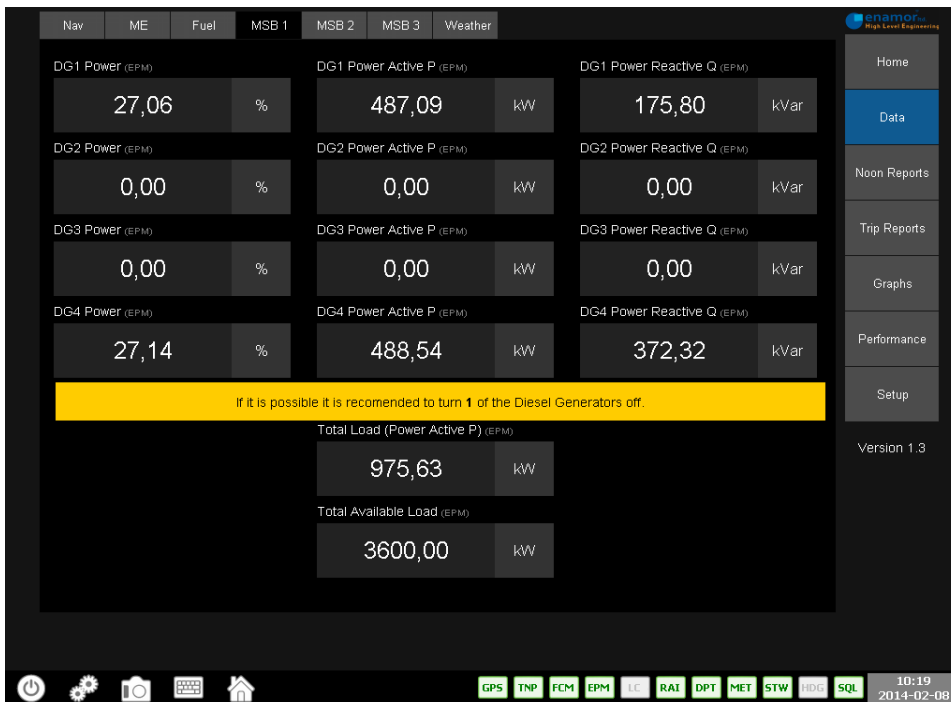 Nav ME Fuel MSB 1 MSB 2 MSB 3 Weather
enamor
High Level Engineering
Home
Data
Noon Reports
Trip Reports
Graphs
Performance
Setup
Version 1.3
DG1 Power (EPM) DG1 Power Active P (EPM) DG1 Power Reactive Q (EPM)
27,06 % 487,09 kW 175,80 kVar
DG2 Power (EPM) DG2 Power Active P (EPM) DG2 Power Reactive Q (EPM)
0,00 % 0,00 kW 0,00 kVar
DG3 Power (EPM) DG3 Power Active P (EPM) DG3 Power Reactive Q (EPM)
0,00 % 0,00 kW 0,00 kVar
DG4 Power (EPM) DG4 Power Active P (EPM) DG4 Power Reactive Q (EPM)
27,14 % 488,54 kW 372,32 kVar
If it is possible it is recomended to turn 1 of the Diesel Generators off.
Total Load (Power Active P) (EPM)
975,63 kW
Total Available Load (EPM)
3600,00 kW
GPS TNP FCM EPM LC RAI DPT MET STW HDG SQL 10:19
2014-02-08